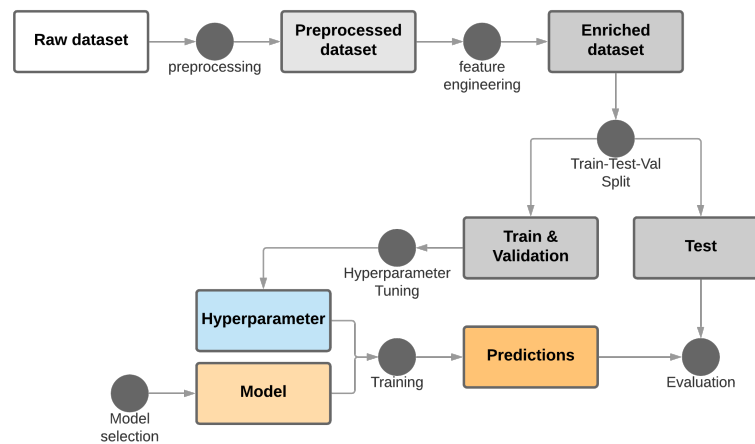 Raw dataset
preprocessing
Preprocessed
dataset
feature
engineering
Enriched
dataset
Train-Test-Val
Split
Train &
Validation
Test
Hyperparameter
Tuning
Hyperparameter
Model
Model
selection
Training
Predictions
Evaluation